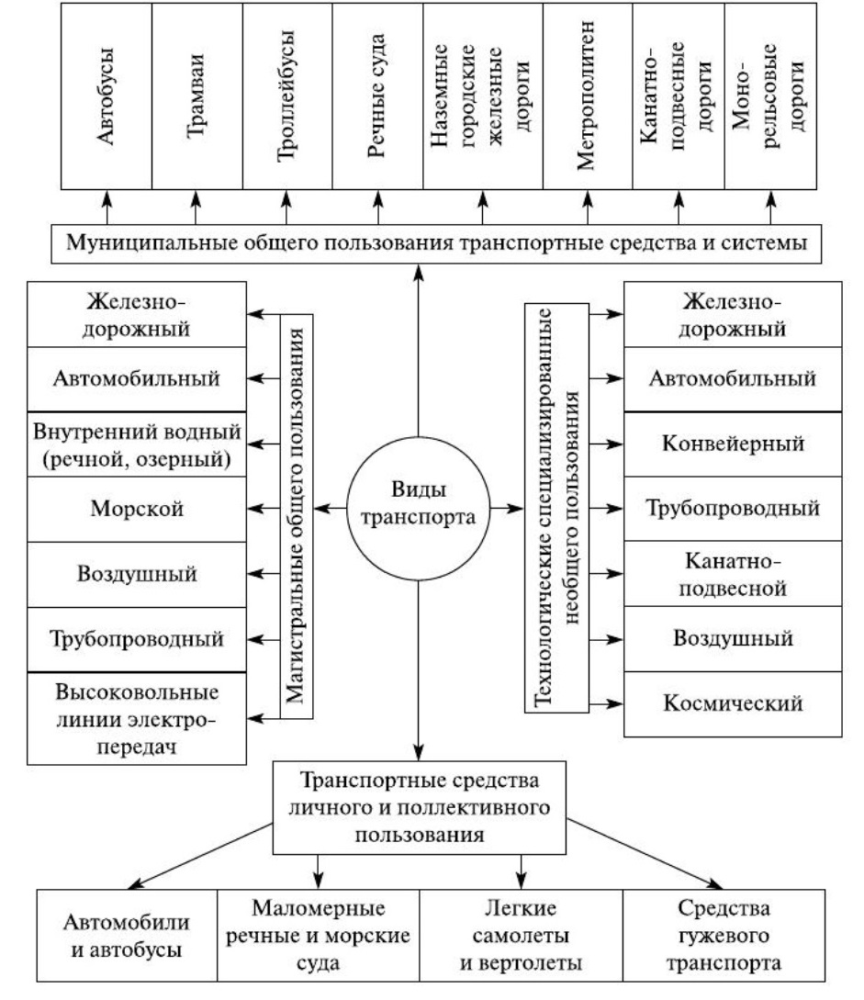 Автобусы
Трамваи
Троллейбусы
Речные суда
Наземные
городские
железные
дороги
Метрополитен
Канатно-
подвесные
дороги
Моно-
рельсовые
дороги
Муниципальные общего пользования транспортные средства и системы
Железно-
дорожный
Автомобильный
Внутренний водный
(речной, озерный)
Морской
Воздушный
Трубопроводный
Высоковольные
линии электро-
передач
Магистральные общего пользования
Виды
транспорта
Технологические специализированные
необщего пользования
Железно-
дорожный
Автомобильный
Конвейерный
Трубопроводный
Канатно-
подвесной
Воздушный
Космический
Транспортные средства
личного и поллективного
пользования
Автомобили
и автобусы
Маломерные
речные и морские
суда
Легкие
самолеты
и вертолеты
Средства
гужевого
транспорта